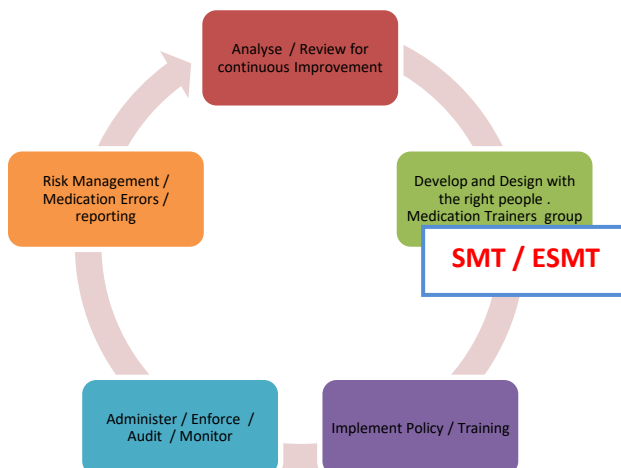 Analyse / Review for
continuous Improvement
Develop and Design with
the right people .
Medication Trainers group
SMT / ESMT
Implement Policy / Training
Administer / Enforce /
Audit / Monitor
Risk Management /
Medication Errors /
reporting